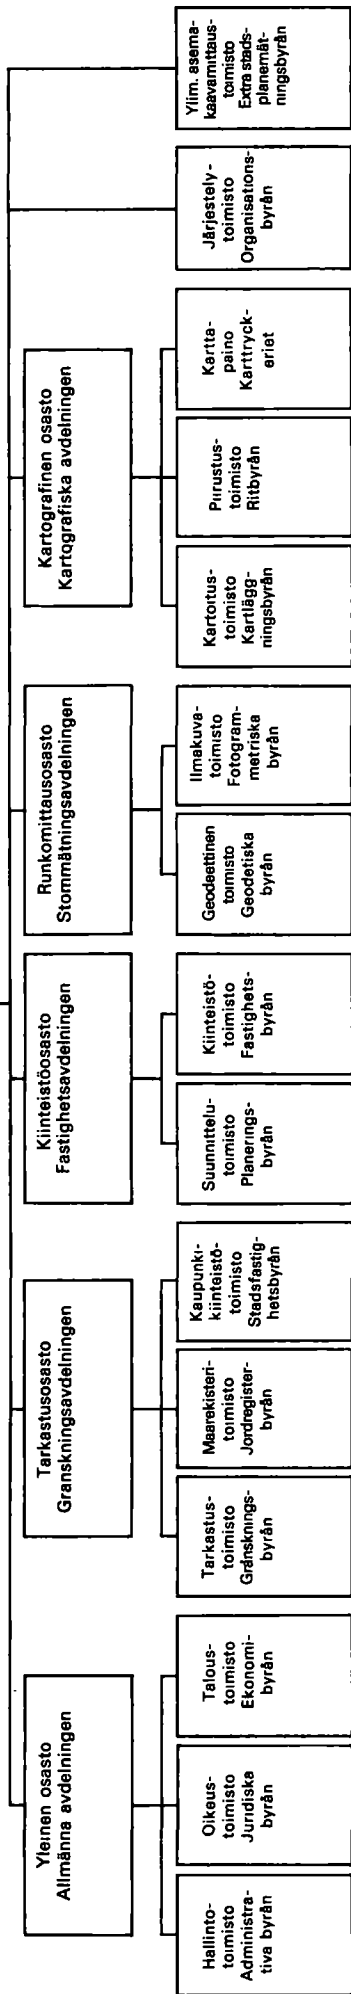 Yleinen osasto
Allmänna avdelningen
Tarkastusosasto
Granskningsavdelningen
Kiinteistöosasto
Fastighetsavdelningen
Runkomittausosasto
Stommätningsavdelningen
Kartografinen osasto
Kartografiska avdelningen
Hallinto-
toimisto
Administra-
tiva byrån
Oikeus-
toimisto
Juridiska
byrån
Talous-
toimisto
Ekonomi-
byrån
Tarkastus-
toimisto
Gransknings-
byrån
Maarekisteri-
toimisto
Jordregister-
byrån
Kaupunki-
kiinteistö-
toimisto
Stadsfastig-
hetsbyrån
Suunnittelu-
toimisto
Planerings-
byrån
Kiinteistö-
toimisto
Fastighets-
byrån
Geodeettinen
toimisto
Geodetiska
byrån
Ilmakuva-
toimisto
Fotogram-
metriska
byrån
Kartoitus-
toimisto
Kartlägg-
ningsbyrån
Piirustus-
toimisto
Ritbyrån
Kartta-
paino
Karttryck-
eriet
Järjestely-
toimisto
Organisations-
byrån
Ylim. asema-
kaavamittaus-
toimisto
Extra stads-
planemät-
ningsbyrån